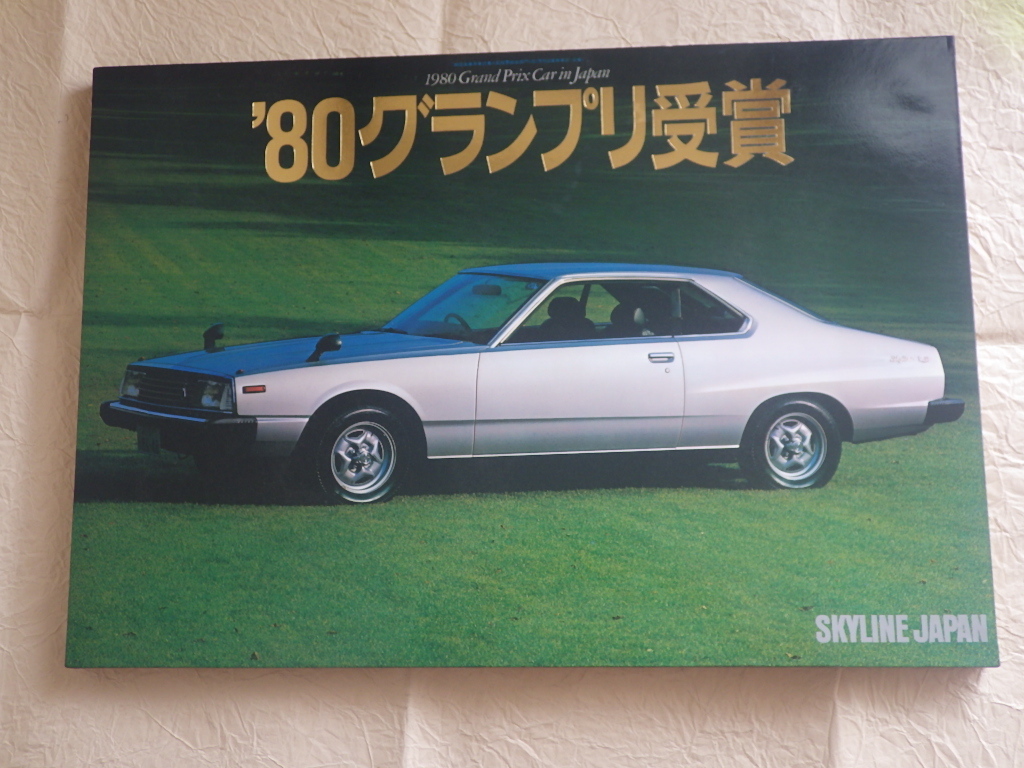 1980 Grand Prix Car in Japan
'80グランプリ受賞
SKYLINE JAPAN